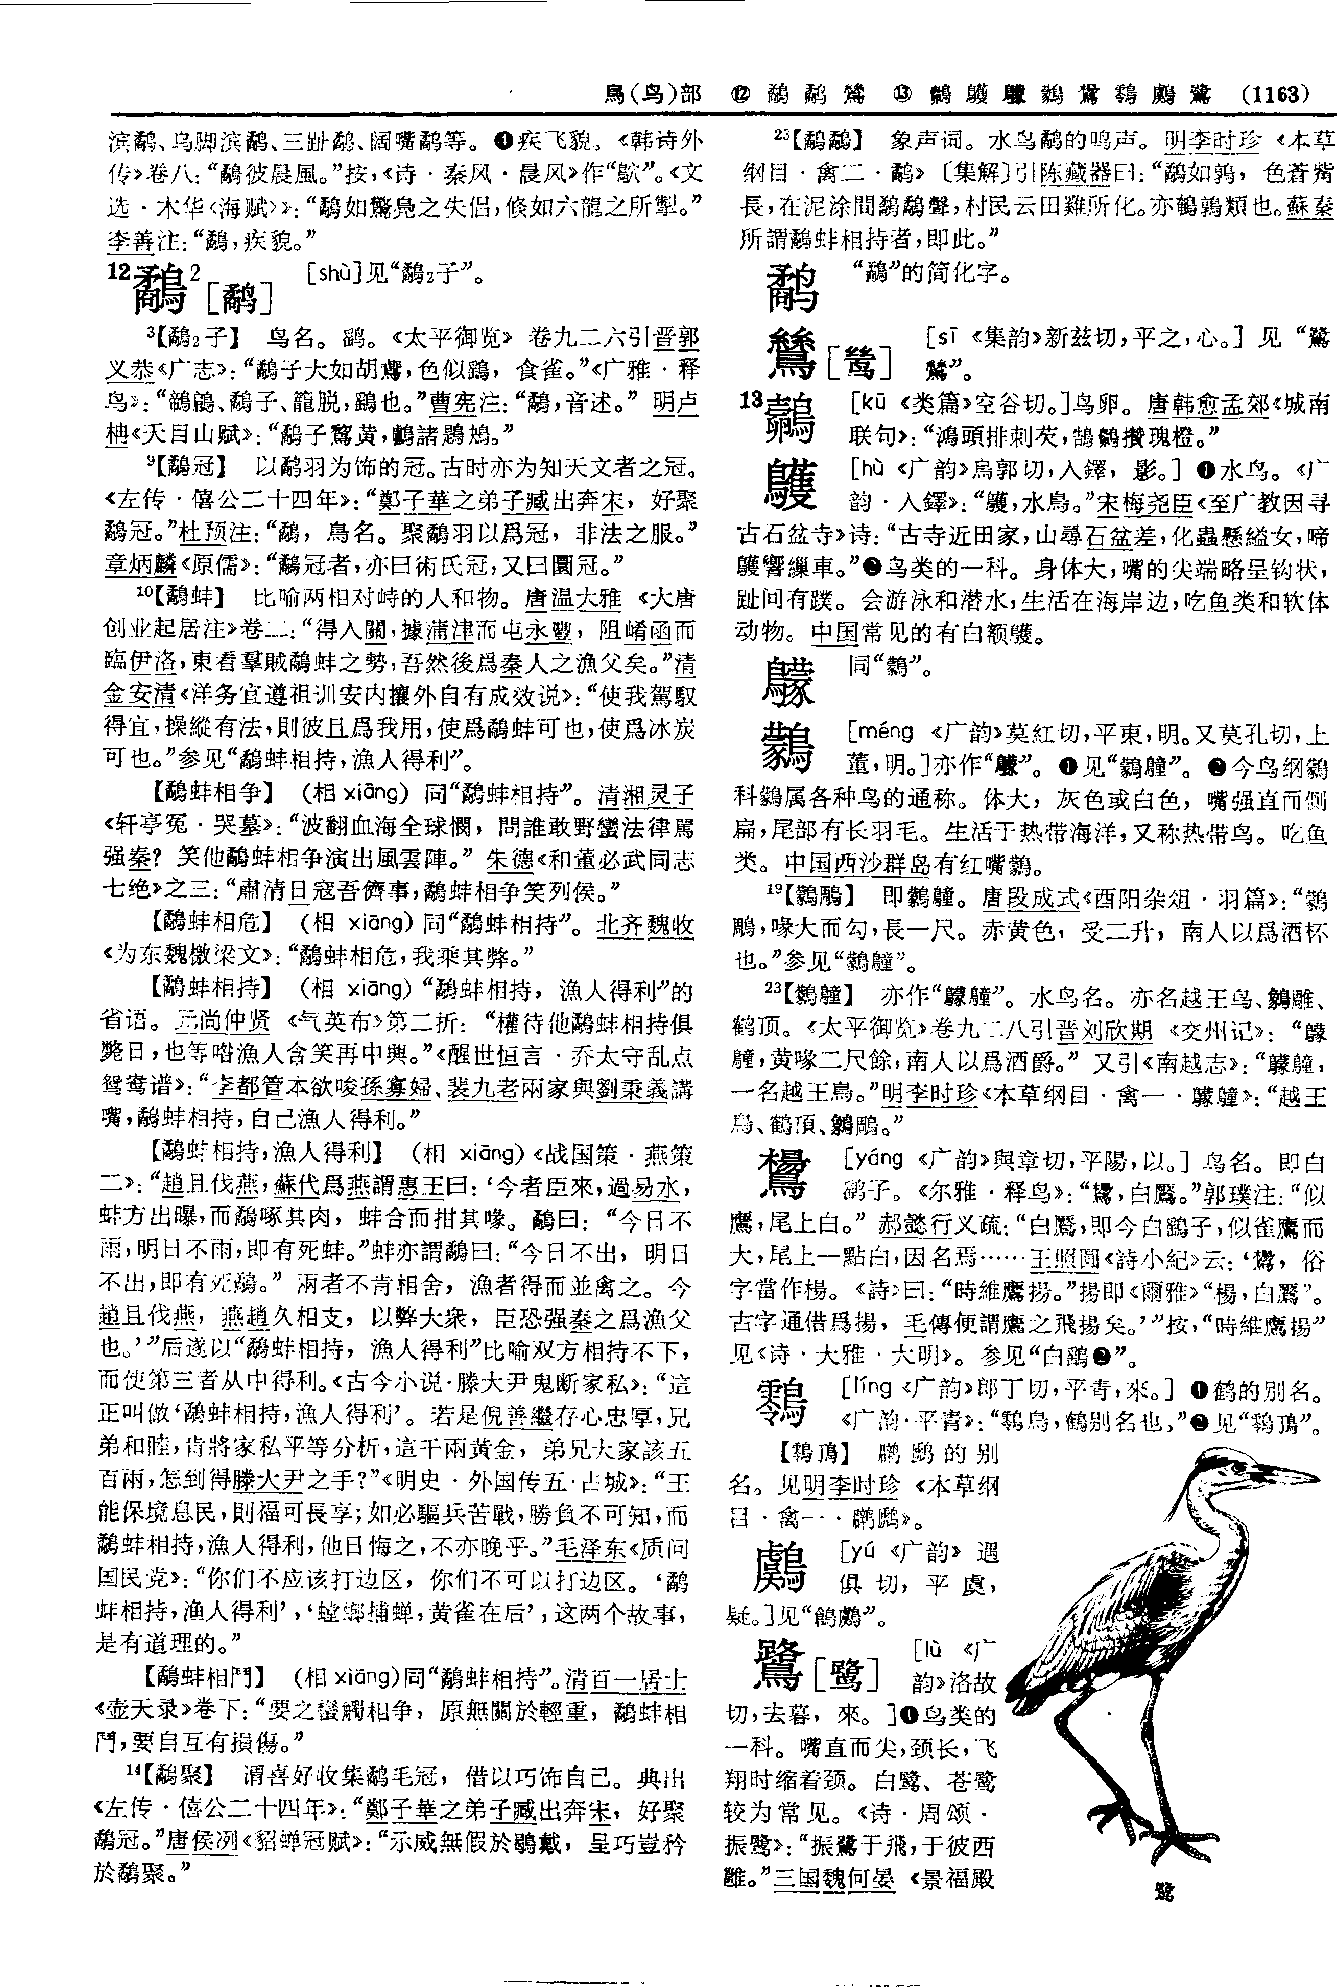 鳥(鸟)部 ⑫ 鷸 鹬 鷥 ⑬ 鷽 鸌 鸏 鸏 鸉 鸰 鸆 鷺 (1163)
滨鹬、乌脚滨鹬、三趾鹬、阔嘴鹬等。❹疾飞貌。《韩诗外
传》卷八:“鷸彼晨風。”按,《诗·秦风·晨风》作“鴥”。《文
选·木华〈海赋〉》:“鷸如驚鳧之失侣,倏如六龍之所掣。”
李善注:“鷸,疾貌。”
12鷸2[鹬] [shù]见“鷸2子”。
3【鷸2子】 鸟名。鹞。《太平御览》卷九二六引晋郭
义恭《广志》:“鷸子大如胡鷰,色似鷂,食雀。”《广雅·释
鸟》:“鷸子、籠脱,鷂也。”曹宪注:“鷸,音述。” 明卢
柟《天目山赋》:“鷸子鶩黄。”
9【鷸冠】 以鹬羽为饰的冠。古时亦为知天文者之冠。
《左传·僖公二十四年》:“鄭子華之弟子臧出奔宋,好聚
鷸冠。”杜预注:“鷸,鳥名。聚鷸羽以爲冠,非法之服。”
章炳麟《原儒》:“鷸冠者,亦曰術氏冠,又曰圜冠。”
10【鷸蚌】 比喻两相对峙的人和物。唐温大雅《大唐
创业起居注》卷二:“得入關,據蒲津而屯永豐,阻崤函而
臨伊洛,東看羣賊鷸蚌之勢,吾然後爲秦人之漁父矣。”清
金安清《洋务宜遵祖训安内攘外自有成效说》:“使我駕馭
得宜,操縱有法,則彼且爲我用,使爲鷸蚌可也,使爲冰炭
可也。”参见“鷸蚌相持,漁人得利”。
【鷸蚌相争】 (相 xiāng) 同“鷸蚌相持”。清湘灵子
《轩亭冤·哭墓》:“波翻血海全球憫,問誰敢野蠻法律駡
强秦?笑他鷸蚌相争演出風雲陣。” 朱德《和董必武同志
七绝》之三:“肃清日寇吾儕事,鷸蚌相争笑列侯。”
【鷸蚌相危】 (相 xiāng) 同“鷸蚌相持”。北齐魏收
《为东魏檄梁文》:“鷸蚌相危,我乘其弊。”
【鷸蚌相持】 (相 xiāng) “鷸蚌相持,漁人得利”的
省语。元尚仲贤《气英布》第二折:“權待他鷸蚌相持俱
斃日,也等咱漁人含笑再中興。”《醒世恒言·乔太守乱点
鸳鸯谱》:“李都管本欲唆孫寡婦、裴九老兩家與劉秉義講
嘴,鷸蚌相持,自己漁人得利。”
【鷸蚌相持,漁人得利】 (相 xiāng)《战国策·燕策
二》:“趙且伐燕,蘇代爲燕謂惠王曰:‘今者臣來,過易水,
蚌方出曝,而鷸啄其肉,蚌合而拑其喙。鷸曰:“今日不
雨,明日不雨,即有死蚌。”蚌亦謂鷸曰:“今日不出,明日
不出,即有死鷸。” 兩者不肯相舍,漁者得而並禽之。今
趙且伐燕,燕趙久相支,以弊大衆,臣恐强秦之爲漁父
也。’”后遂以“鷸蚌相持,漁人得利”比喻双方相持不下,
而使第三者从中得利。《古今小说·滕大尹鬼断家私》:“這
正叫做‘鷸蚌相持,漁人得利’。若是倪善繼存心忠厚,兄
弟和睦,肯將家私平等分析,這千兩黄金,弟兄大家該五
百兩,怎到得滕大尹之手?”《明史·外国传五·占城》:“王
能保境息民,則福可長享;如必驅兵苦戰,勝負不可知,而
鷸蚌相持,漁人得利,他日悔之,不亦晚乎。”毛泽东《质问
国民党》:“你们不应该打边区,你们不可以打边区。‘鹬
蚌相持,渔人得利’,‘螳螂捕蝉,黄雀在后’,这两个故事,
是有道理的。”
【鷸蚌相鬥】 (相 xiāng)同“鷸蚌相持”。清百一居士
《壶天录》卷下:“要之蠻觸相争,原無關於輕重,鷸蚌相
鬥,要自互有損傷。”
14【鷸聚】 谓喜好收集鹬毛冠,借以巧饰自己。典出
《左传·僖公二十四年》:“鄭子華之弟子臧出奔宋,好聚
鷸冠。”唐侯冽《貂蝉冠赋》:“示威無假於鶡戴,呈巧豈矜
於鷸聚。”
23【鷸鷸】 象声词。水鸟鹬的鸣声。明李时珍《本草
纲目·禽二·鹬》〔集解〕引陈藏器曰:“鷸如鶉,色蒼觜
長,在泥涂間鷸鷸聲,村民云田雞所化。亦鵪鶉類也。蘇秦
所謂鷸蚌相持者,即此。”
鹬 “鷸”的简化字。
鷥[鸶] [sī《集韵》新兹切,平之,心。] 见“鷺
鷥”。
13 [kū《类篇》空谷切。]鸟卵。唐韩愈孟郊《城南
联句》:“鴻頭排刺芡,鵠攢瑰橙。”
鸌 [hù《广韵》烏郭切,入鐸,影。] ❶水鸟。《广
韵·入鐸》:“鸌,水鳥。”宋梅尧臣《至广教因寻
古石盆寺》诗:“古寺近田家,山尋石盆差,化蟲懸縊女,啼
鸌響繅車。”❷鸟类的一科。身体大,嘴的尖端略呈钩状,
趾间有蹼。会游泳和潜水,生活在海岸边,吃鱼类和软体
动物。中国常见的有白额鸌。
鸏 同“鸏”。
鸏 [méng《广韵》莫紅切,平東,明。又莫孔切,上
董,明。]亦作“鸏”。❶见“鸏鷋”。❷今鸟纲鸏
科鸏属各种鸟的通称。体大,灰色或白色,嘴强直而侧
扁,尾部有长羽毛。生活于热带海洋,又称热带鸟。吃鱼
类。中国西沙群岛有红嘴鸏。
19【鸏鵰】 即鸏鷋。唐段成式《酉阳杂俎·羽篇》:“鸏
鵰,喙大而勾,長一尺。赤黄色,受二升,南人以爲酒杯
也。”参见“鸏鷋”。
23【鸏鷋】 亦作“鸏鷋”。水鸟名。亦名越王鸟、鶴雕、
鹤顶。《太平御览》卷九二八引晋刘欣期《交州记》:“鸏
鷋,黄喙二尺餘,南人以爲酒爵。” 又引《南越志》:“鸏鷋,
一名越王鳥。”明李时珍《本草纲目·禽一·鸏鷋》:“越王
鳥、鶴頂、鸏鵰。”
鸉 [yáng《广韵》與章切,平陽,以。] 鸟名。即白
鹞子。《尔雅·释鸟》:“鸉,白鷢。”郭璞注:“似
鷹,尾上白。” 郝懿行义疏:“白鷢,即今白鷂子,似雀鷹而
大,尾上一點白,因名焉……王照圓《詩小紀》云:‘鸉,俗
字當作楊。《詩》曰:“時維鷹揚。”揚即《爾雅》“楊,白鷢”。
古字通借爲揚,毛傳便謂鷹之飛揚矣。’”按,“時維鷹揚”
见《诗·大雅·大明》。参见“白鷂❷”。
鸰 [líng《广韵》郎丁切,平青,來。] ❶鹤的别名。
《广韵·平青》:“鳥,鶴别名也。”❷见“鴞”。
名。见明李时珍《本草纲
目·禽一·鸊鷉》。
鸆 [yú《广韵》遇
俱切,平虞,
疑。]见“鷠鸆”。
鷺[鹭] [lù《广
韵》洛故
切,去暮,來。]❶鸟类的
一科。嘴直而尖,颈长,飞
翔时缩着颈。白鹭、苍鹭
较为常见。《诗·周颂·
振鹭》:“振鷺于飛,于彼西
雝。”三国魏何晏《景福殿
鹭